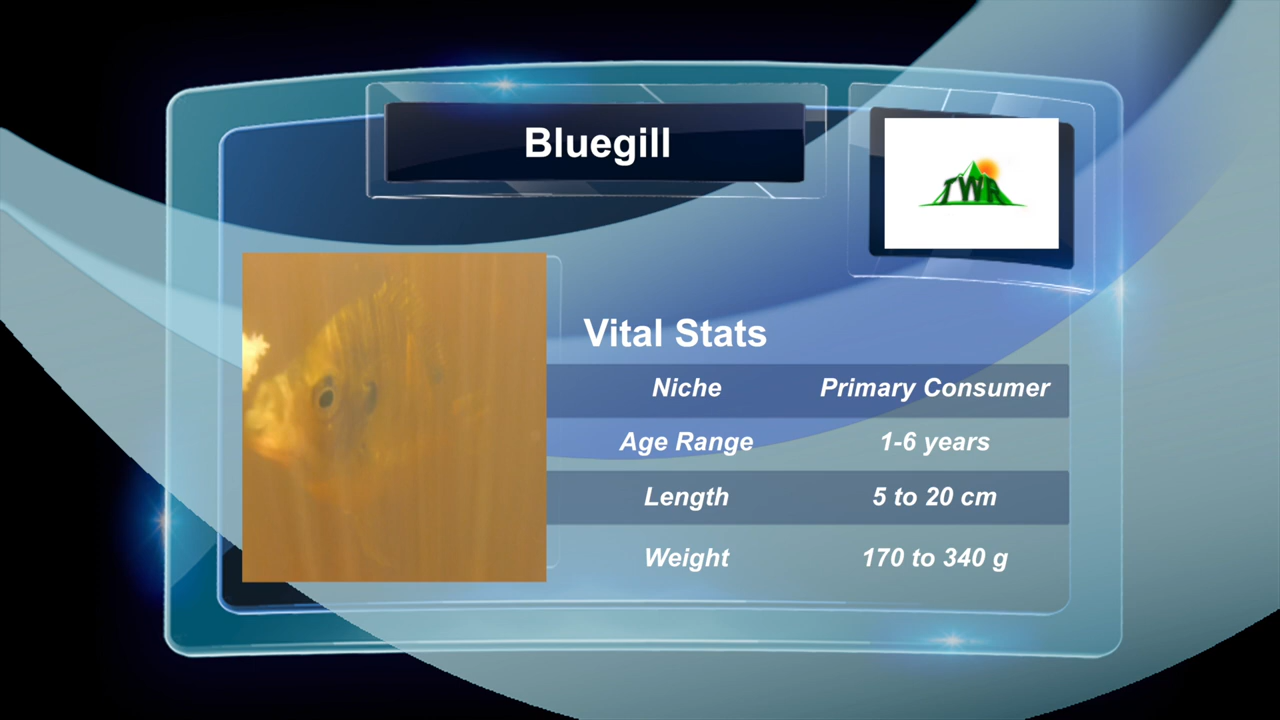 Bluegill
TWR
Vital Stats
Niche Primary Consumer
Age Range 1-6 years
Length 5 to 20 cm
Weight 170 to 340 g